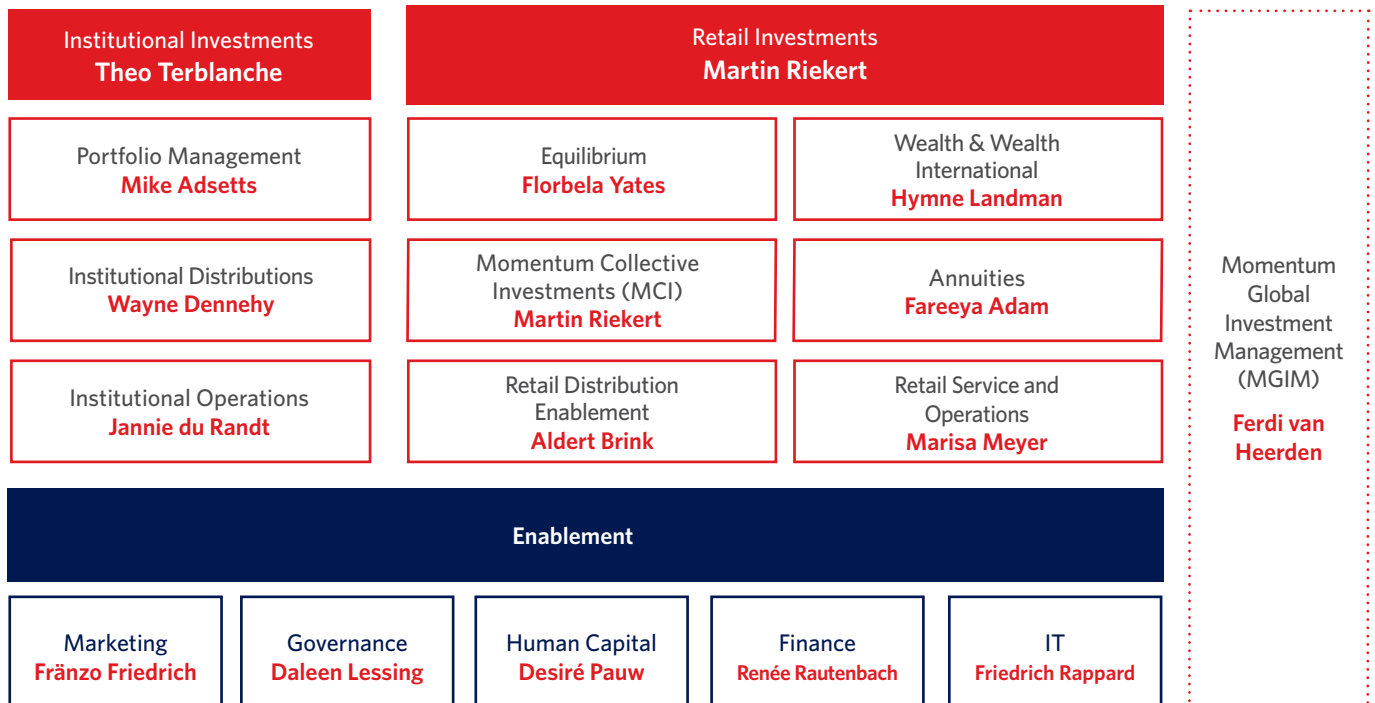 Institutional Investments
Theo Terblanche
Retail Investments
Martin Riekert
Portfolio Management
Mike Adsetts
Equilibrium
Florbela Yates
Wealth & Wealth
International
Hymne Landman
Institutional Distributions
Wayne Dennehy
Momentum Collective
Investments (MCI)
Martin Riekert
Annuities
Fareeya Adam
Institutional Operations
Jannie du Randt
Retail Distribution
Enablement
Aldert Brink
Retail Service and
Operations
Marisa Meyer
Momentum
Global
Investment
Management
(MGIM)
Ferdi van
Heerden
Enablement
Marketing
Fränzo Friedrich
Governance
Daleen Lessing
Human Capital
Desiré Pauw
Finance
Renée Rautenbach
IT
Friedrich Rappard